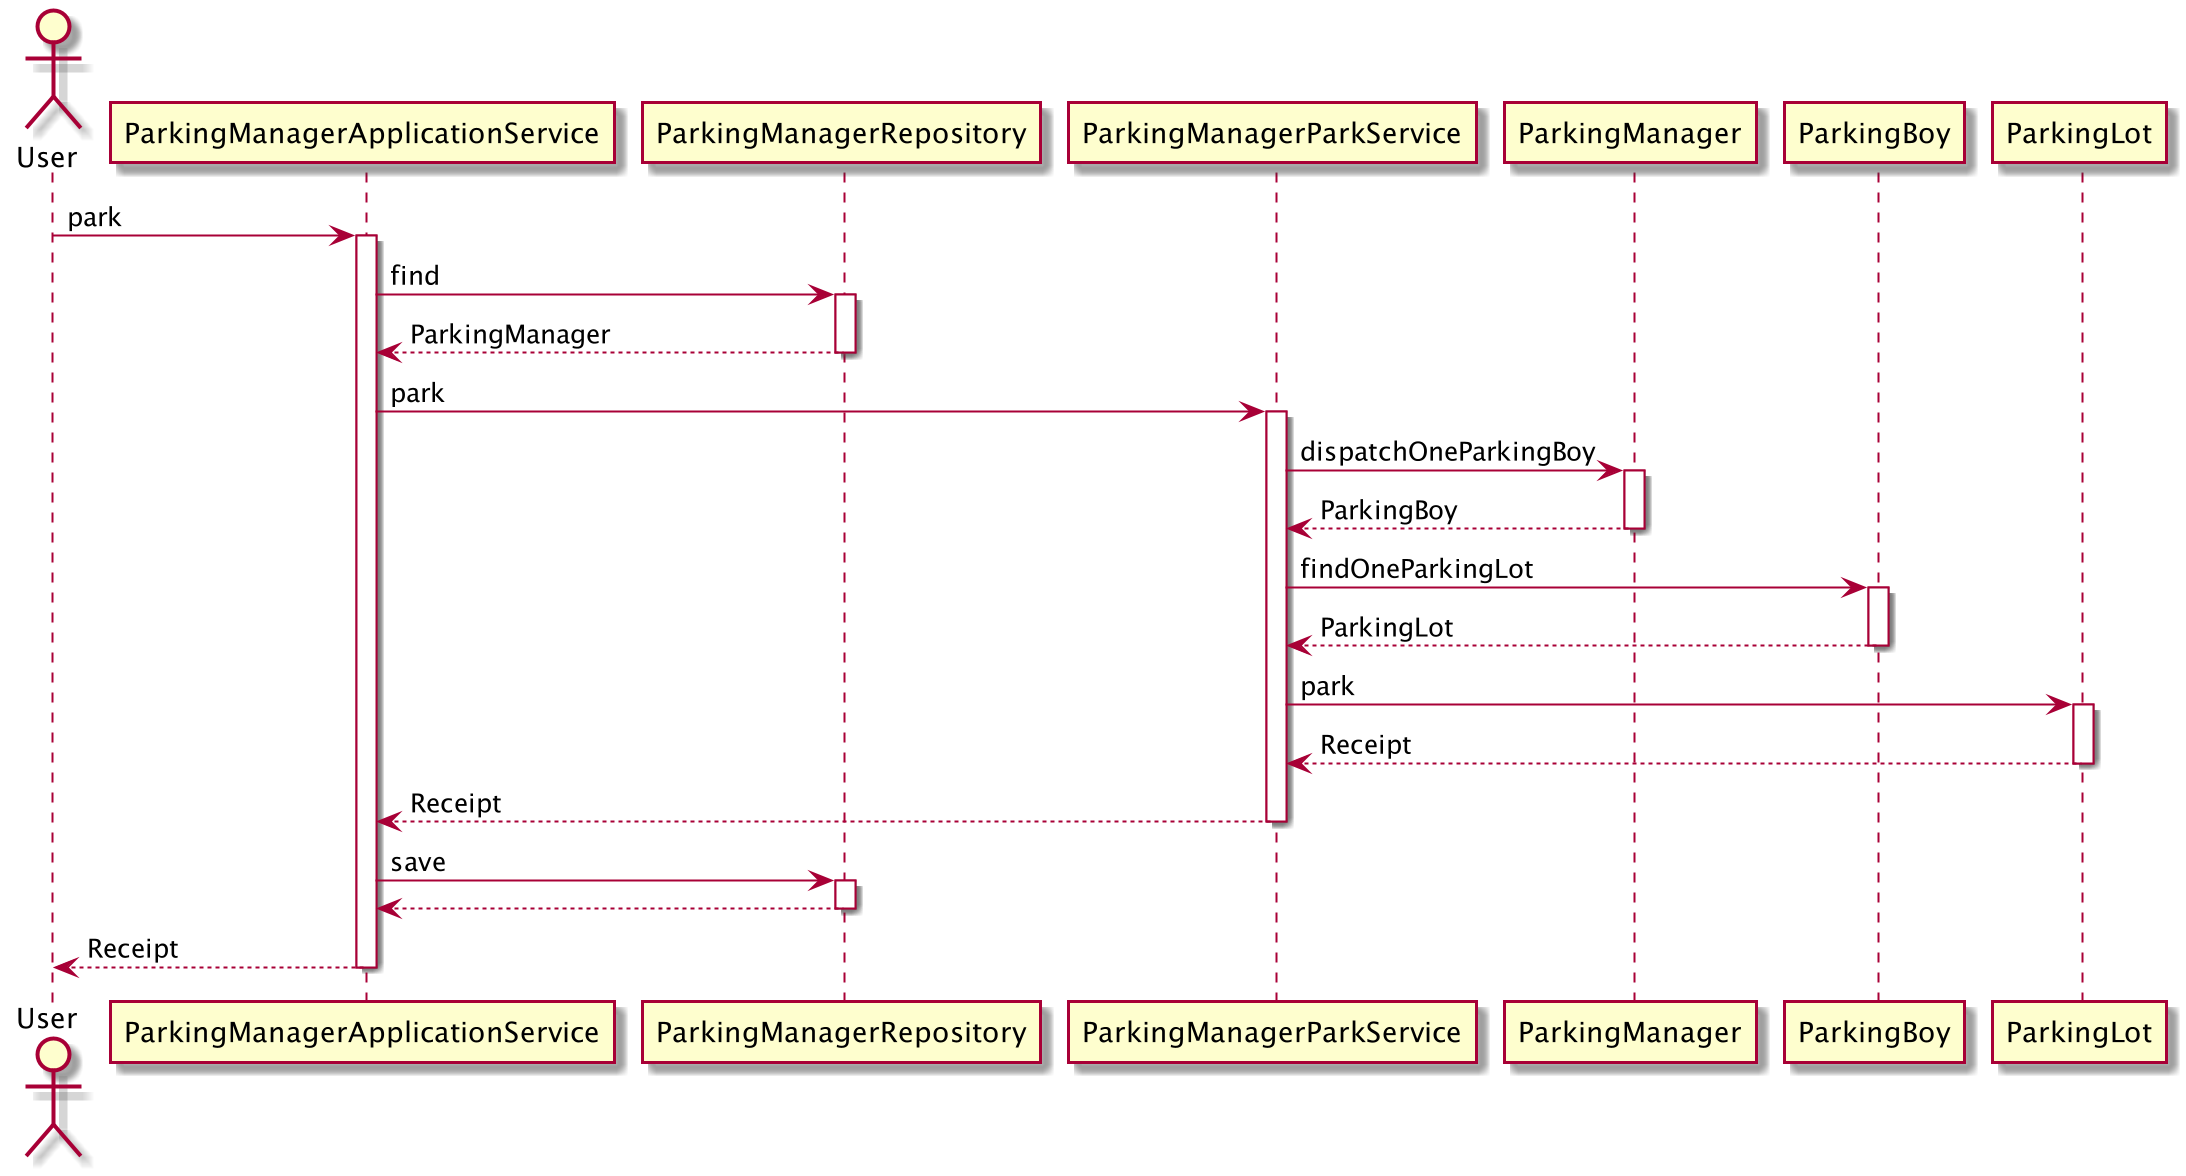 User
ParkingManagerApplicationService
ParkingManagerRepository
ParkingManagerParkService
ParkingManager
ParkingBoy
ParkingLot
park
find
ParkingManager
park
dispatchOneParkingBoy
ParkingBoy
findOneParkingLot
ParkingLot
park
Receipt
Receipt
save
Receipt
User
ParkingManagerApplicationService
ParkingManagerRepository
ParkingManagerParkService
ParkingManager
ParkingBoy
ParkingLot